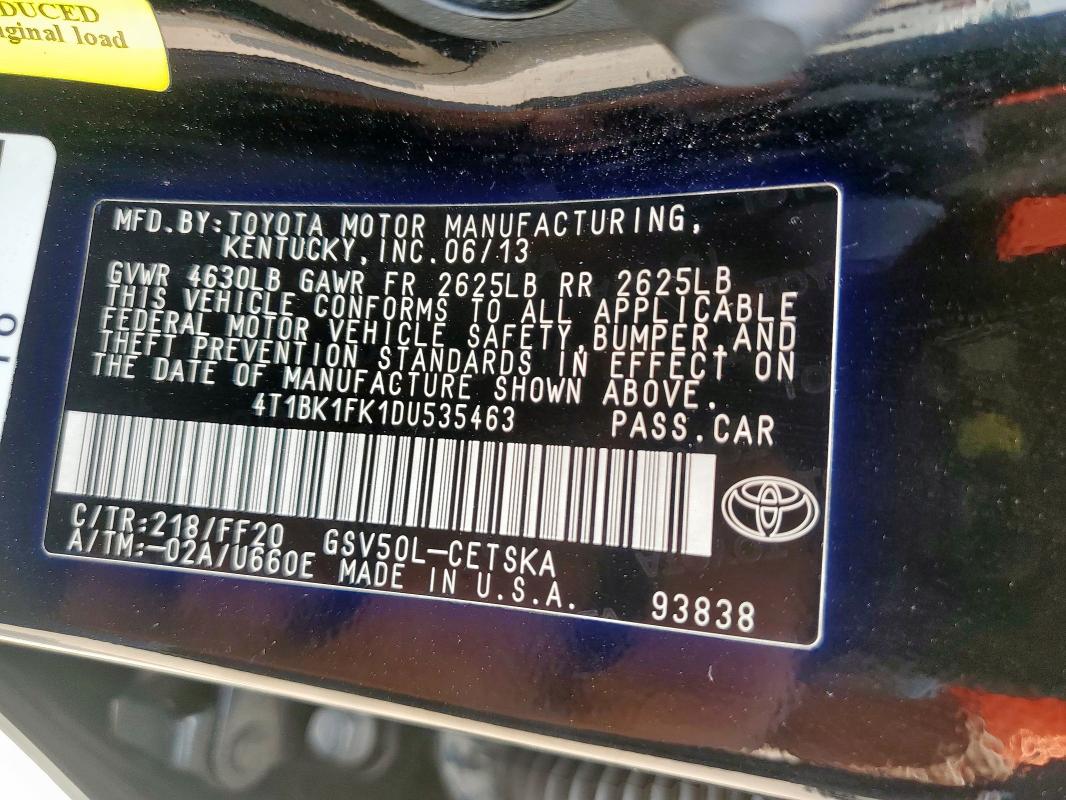 DUCED
ginal load
MFD.BY:TOYOTA MOTOR MANUFACTURING,
KENTUCKY, INC. 06/13
GVWR 4630LB GAWR FR 2625LB RR 2625LB
THIS VEHICLE CONFORMS TO ALL APPLICABLE
FEDERAL MOTOR VEHICLE SAFETY,BUMPER,AND
THEFT PREVENTION STANDARDS IN EFFECT ON
THE DATE OF MANUFACTURE SHOWN ABOVE.
4T1BK1FK1DU535463 PASS.CAR
C/TR:218/FF20 GSV50L-CETSKA
A/TM:-02A/U660E MADE IN U.S.A. 93838